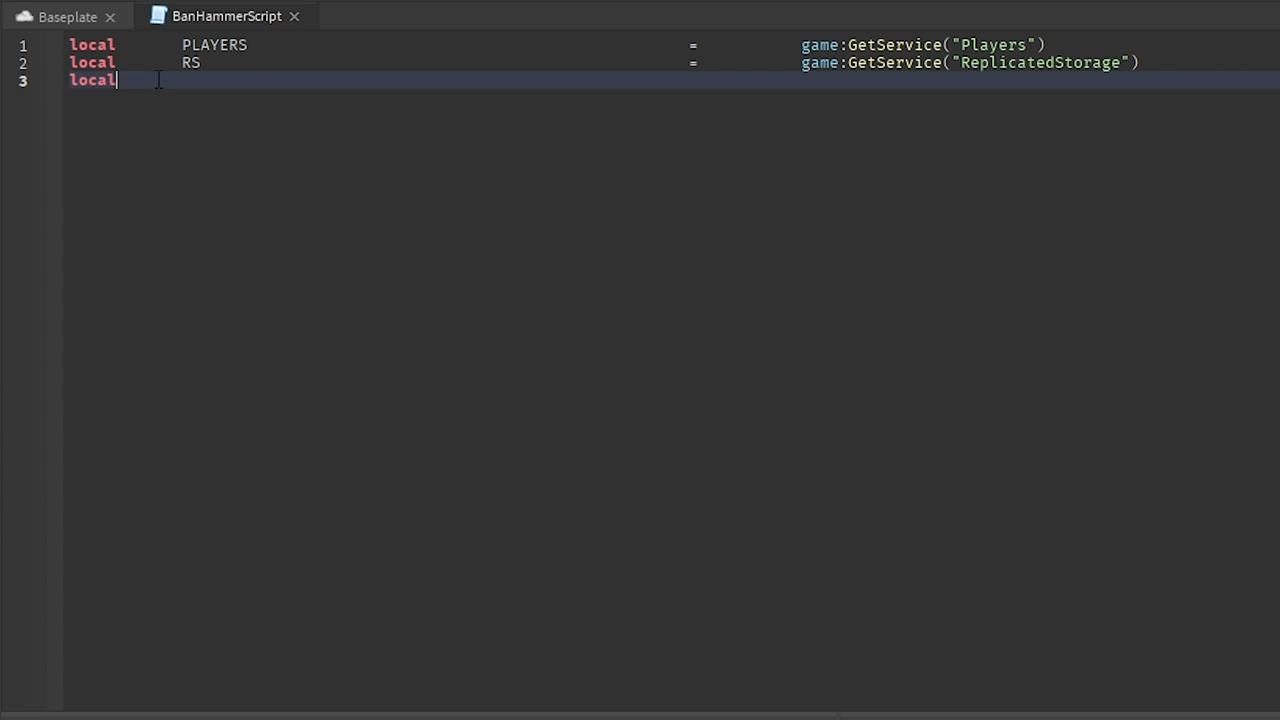 Baseplate BanHammerScript
1 local PLAYERS = game:GetService("Players")
2 local RS = game:GetService("ReplicatedStorage")
3 local